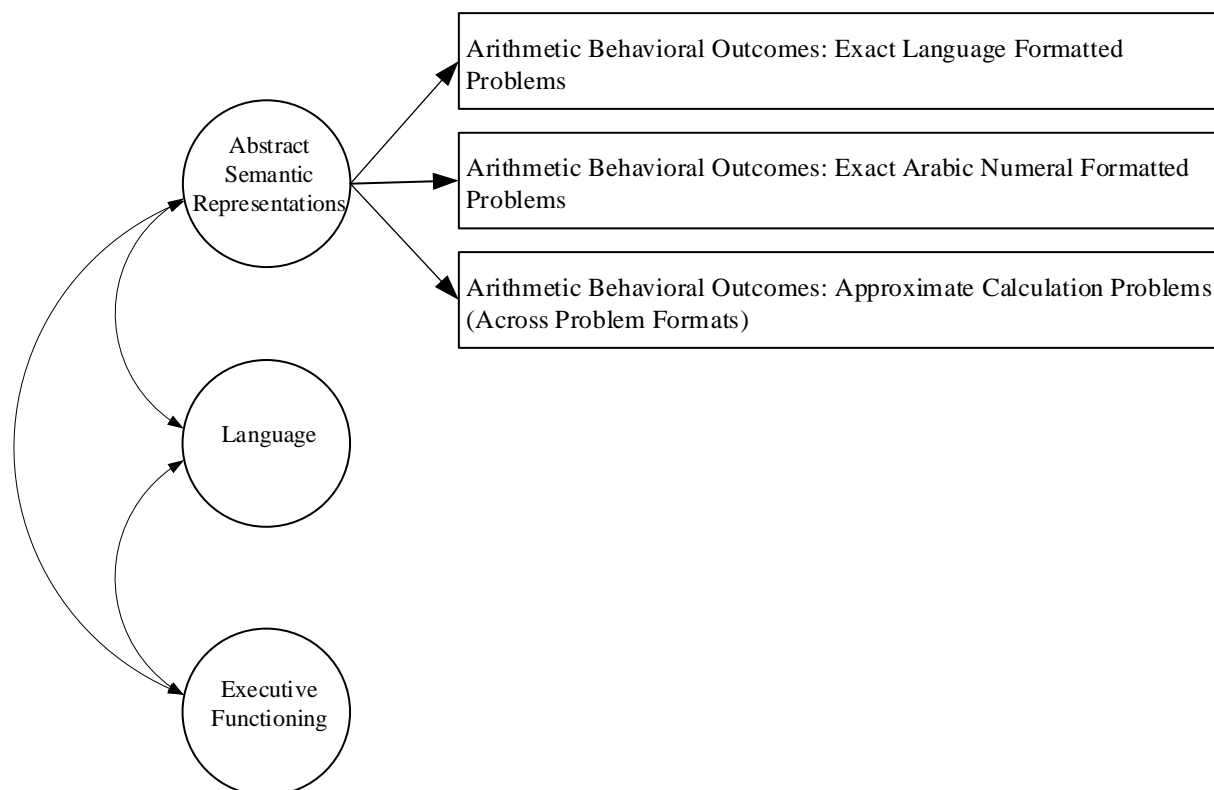 Arithmetic Behavioral Outcomes: Exact Language Formatted
Problems
Abstract
Semantic
Representations
Arithmetic Behavioral Outcomes: Exact Arabic Numeral Formatted
Problems
Arithmetic Behavioral Outcomes: Approximate Calculation Problems
(Across Problem Formats)
Language
Executive
Functioning